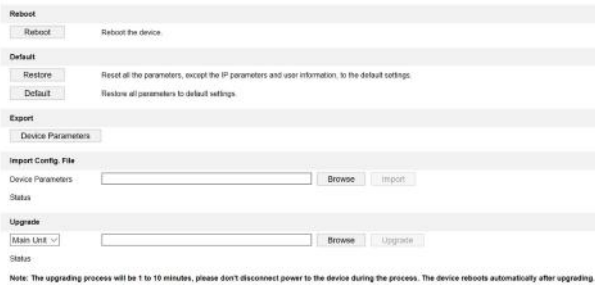 Reboot
Reboot Reboot the device.
Default
Restore Reset all the parameters, except the IP parameters and user information, to the default settings.
Default Restore all parameters to default settings.
Export
Device Parameters
Import Config. File
Device Parameters Browse Import
Status
Upgrade
Main Unit Browse Upgrade
Status
Note: The upgrading process will be 1 to 10 minutes, please don't disconnect power to the device during the process. The device reboots automatically after upgrading.